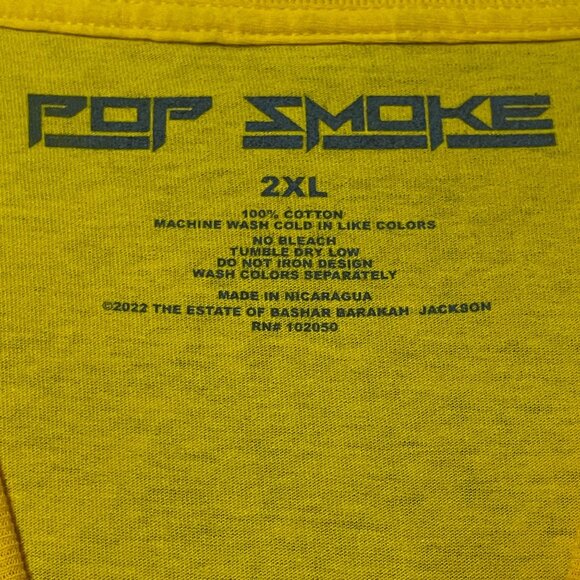 POP SMOKE
2XL
100% COTTON
MACHINE WASH COLD IN LIKE COLORS
NO BLEACH
TUMBLE DRY LOW
DO NOT IRON DESIGN
WASH COLORS SEPARATELY
MADE IN NICARAGUA
©2022 THE ESTATE OF BASHAR BARAKAH JACKSON
RN# 102050